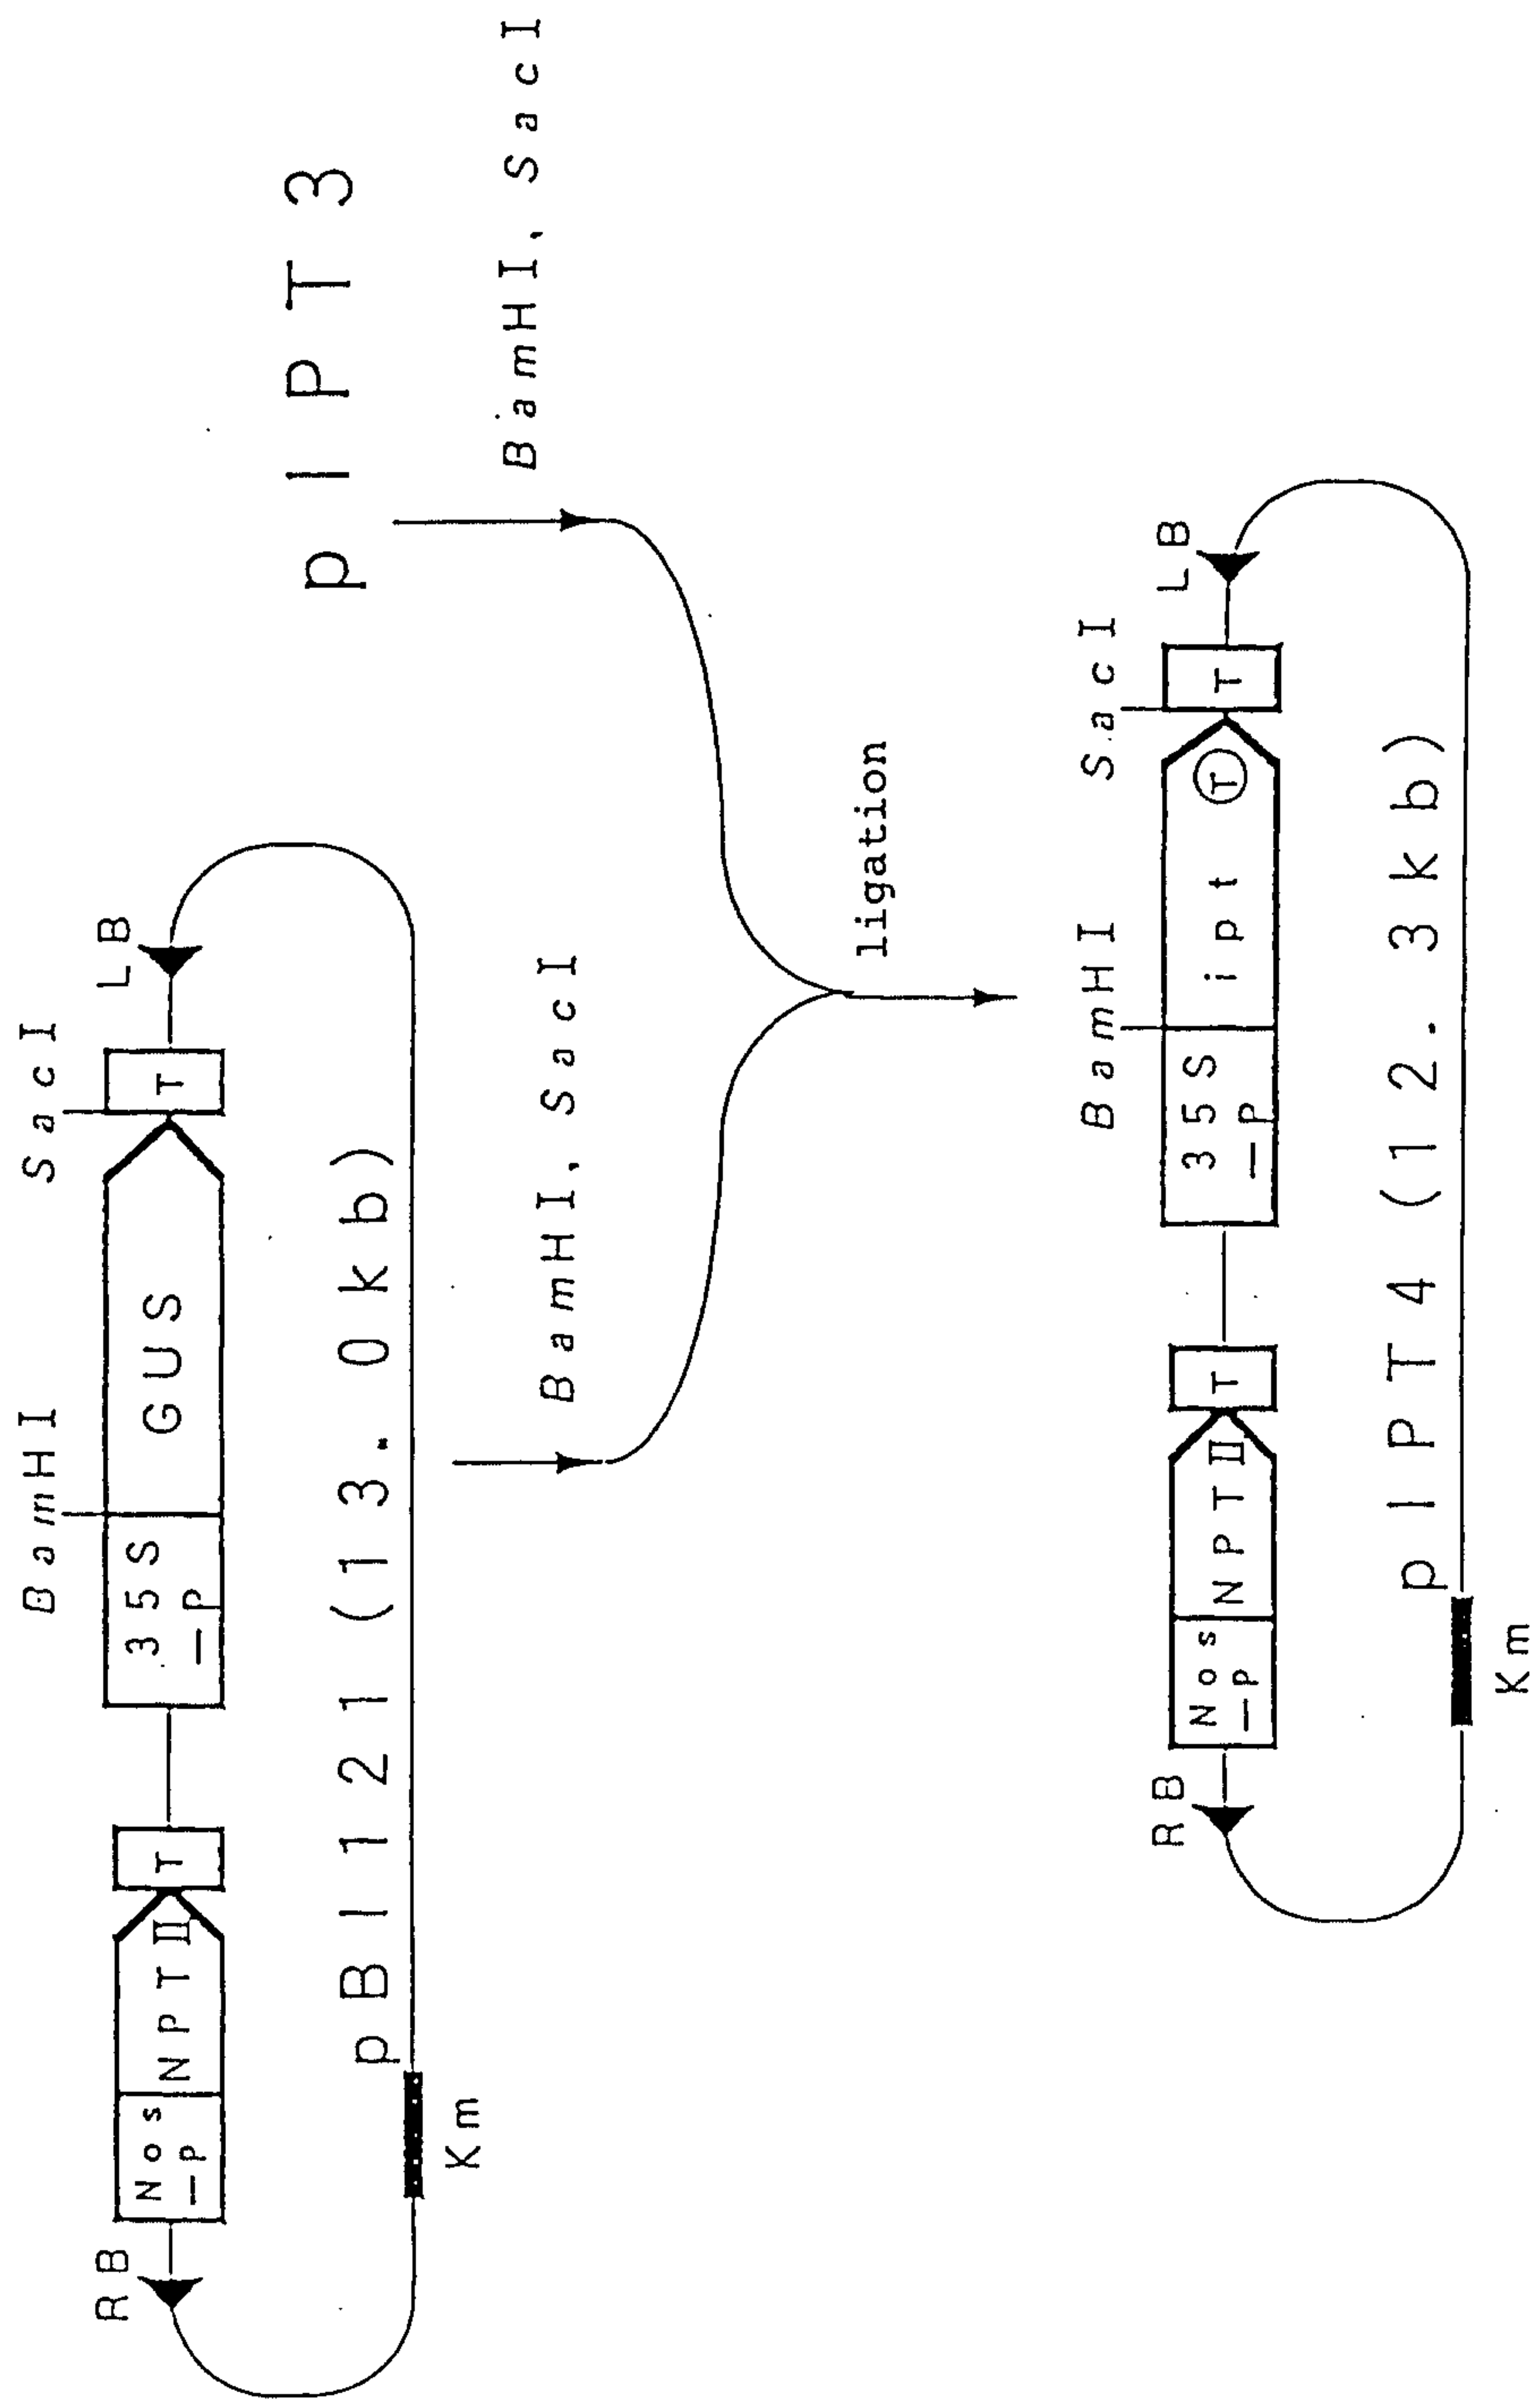 BamHI SacI
RB Nos-P NPTII T 35S-P GUS T LB
pBI121 (13.0kb)
Km
pIPT3
BamHI, SacI
BamHI, SacI
ligation
BamHI SacI
RB Nos-P NPTII T 35S-P ipt T T LB
pIPT4 (12.3kb)
Km